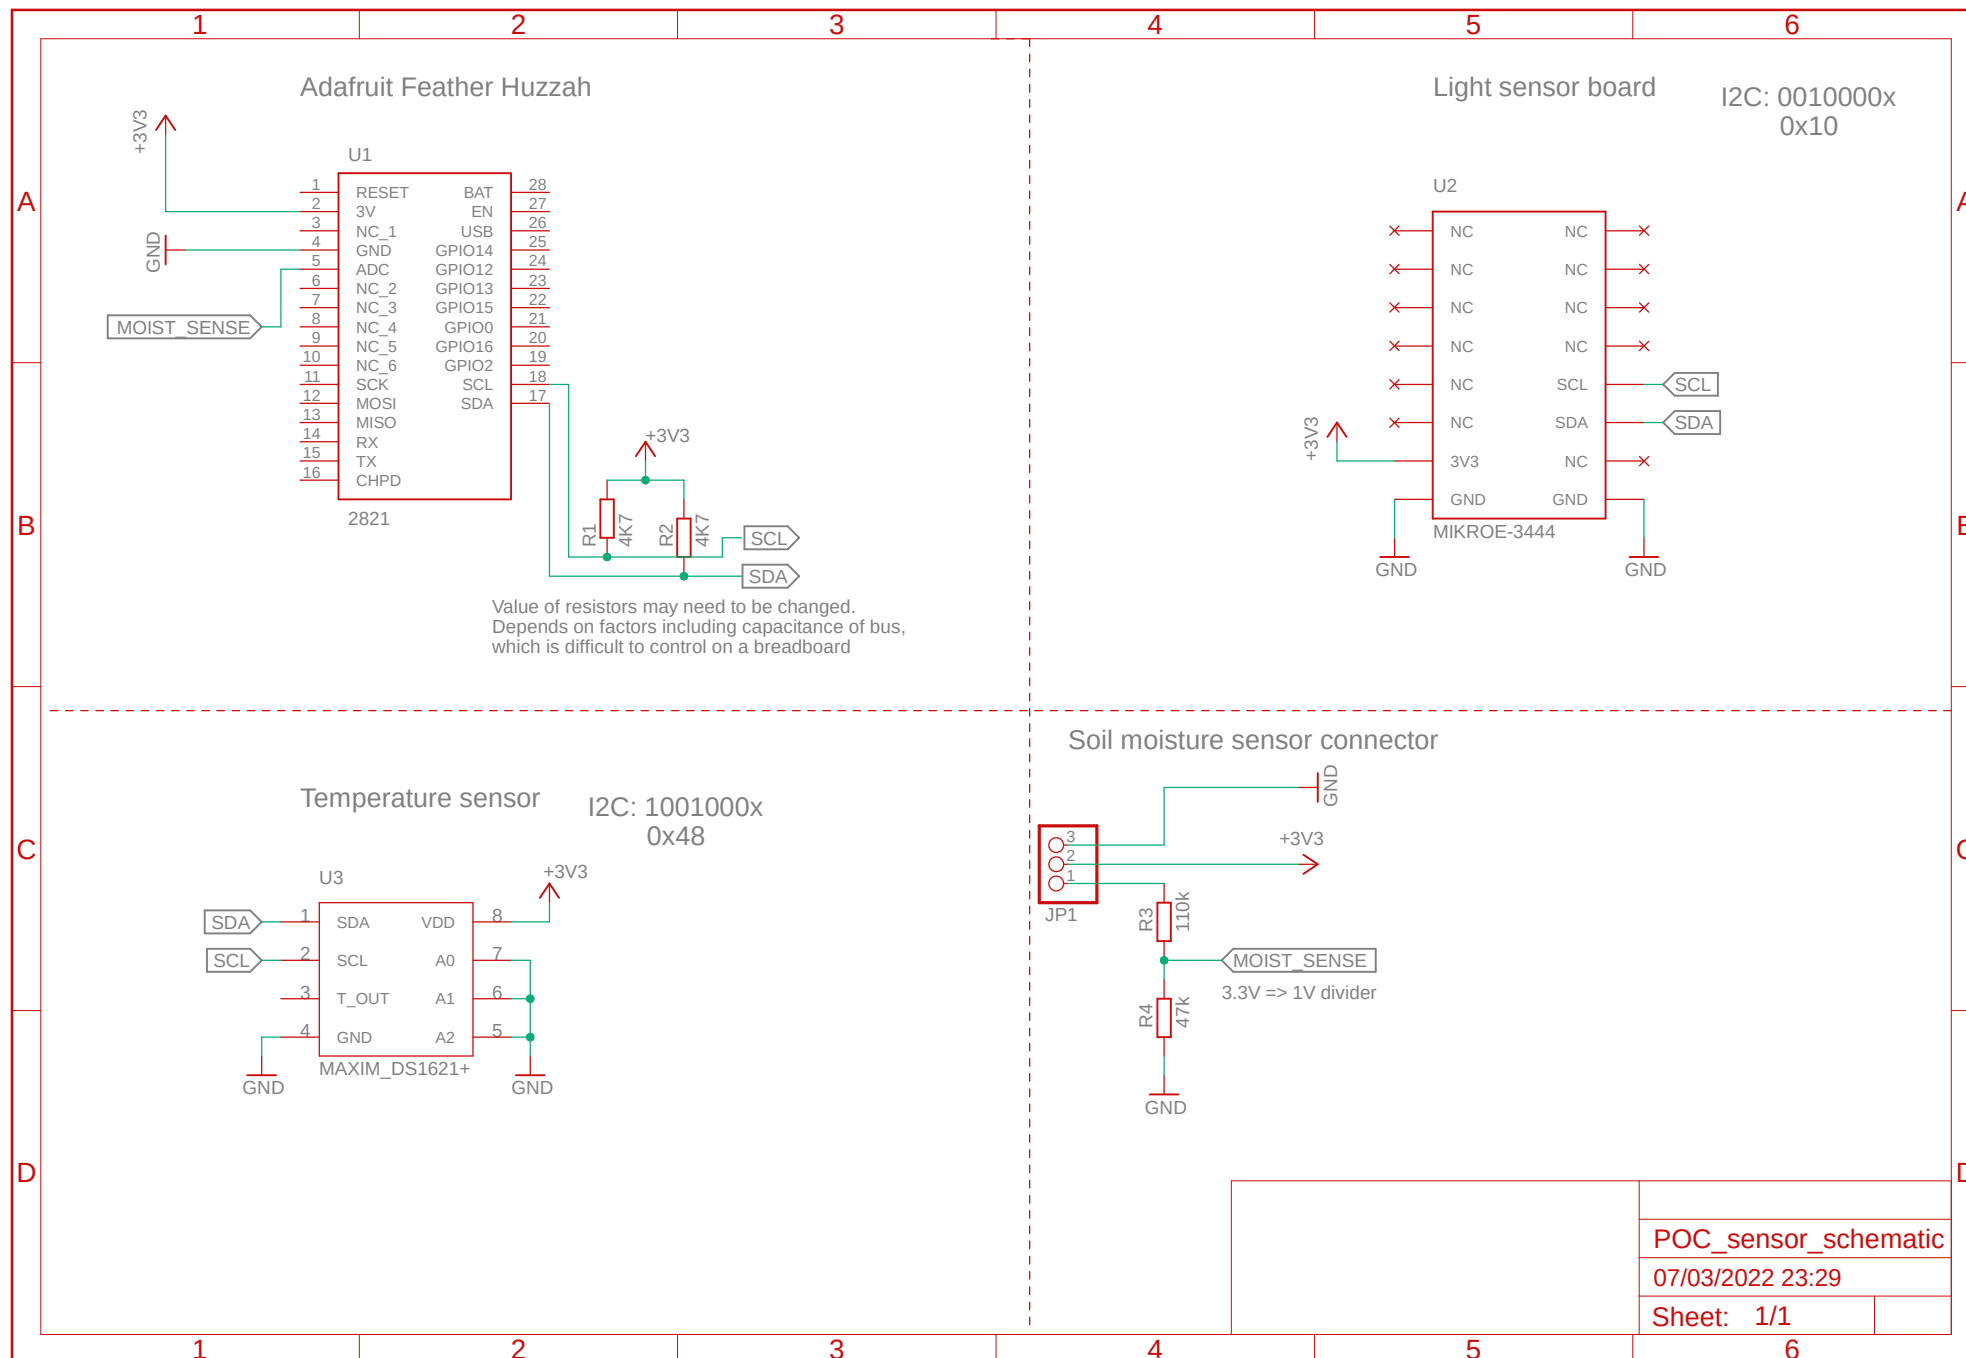 1 2 3 4 5 6
Adafruit Feather Huzzah
+3V3
GND
MOIST_SENSE
U1
1 RESET BAT 28
2 3V EN 27
3 NC_1 USB 26
4 GND GPIO14 25
5 ADC GPIO12 24
6 NC_2 GPIO13 23
7 NC_3 GPIO15 22
8 NC_4 GPIO0 21
9 NC_5 GPIO16 20
10 NC_6 GPIO2 19
11 SCK SCL 18
12 MOSI SDA 17
13 MISO
14 RX
15 TX
16 CHPD
2821
+3V3
R1 4K7
R2 4K7
SCL
SDA
Value of resistors may need to be changed.
Depends on factors including capacitance of bus,
which is difficult to control on a breadboard
Light sensor board
I2C: 0010000x
0x10
U2
NC NC
NC NC
NC NC
NC NC
NC SCL SCL
NC SDA SDA
+3V3
3V3 NC
GND GND
MIKROE-3444
GND
GND
A
A
B
B
Temperature sensor
I2C: 1001000x
0x48
U3
+3V3
SDA 1 SDA VDD 8
SCL 2 SCL A0 7
3 T_OUT A1 6
4 GND A2 5
MAXIM_DS1621+
GND
GND
Soil moisture sensor connector
GND
+3V3
3
2
1
JP1
R3 110k
MOIST_SENSE
3.3V => 1V divider
R4 47k
GND
C
C
D
D
POC_sensor_schematic
07/03/2022 23:29
Sheet: 1/1
1 2 3 4 5 6